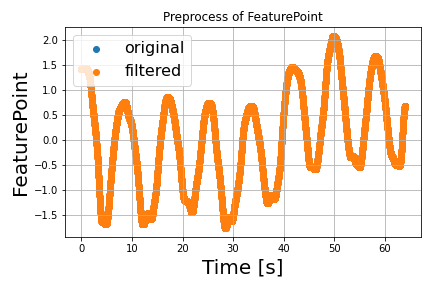 Preprocess of FeaturePoint
original
filtered
FeaturePoint
2.0
1.5
1.0
0.5
0.0
−0.5
−1.0
−1.5
0 10 20 30 40 50 60
Time [s]